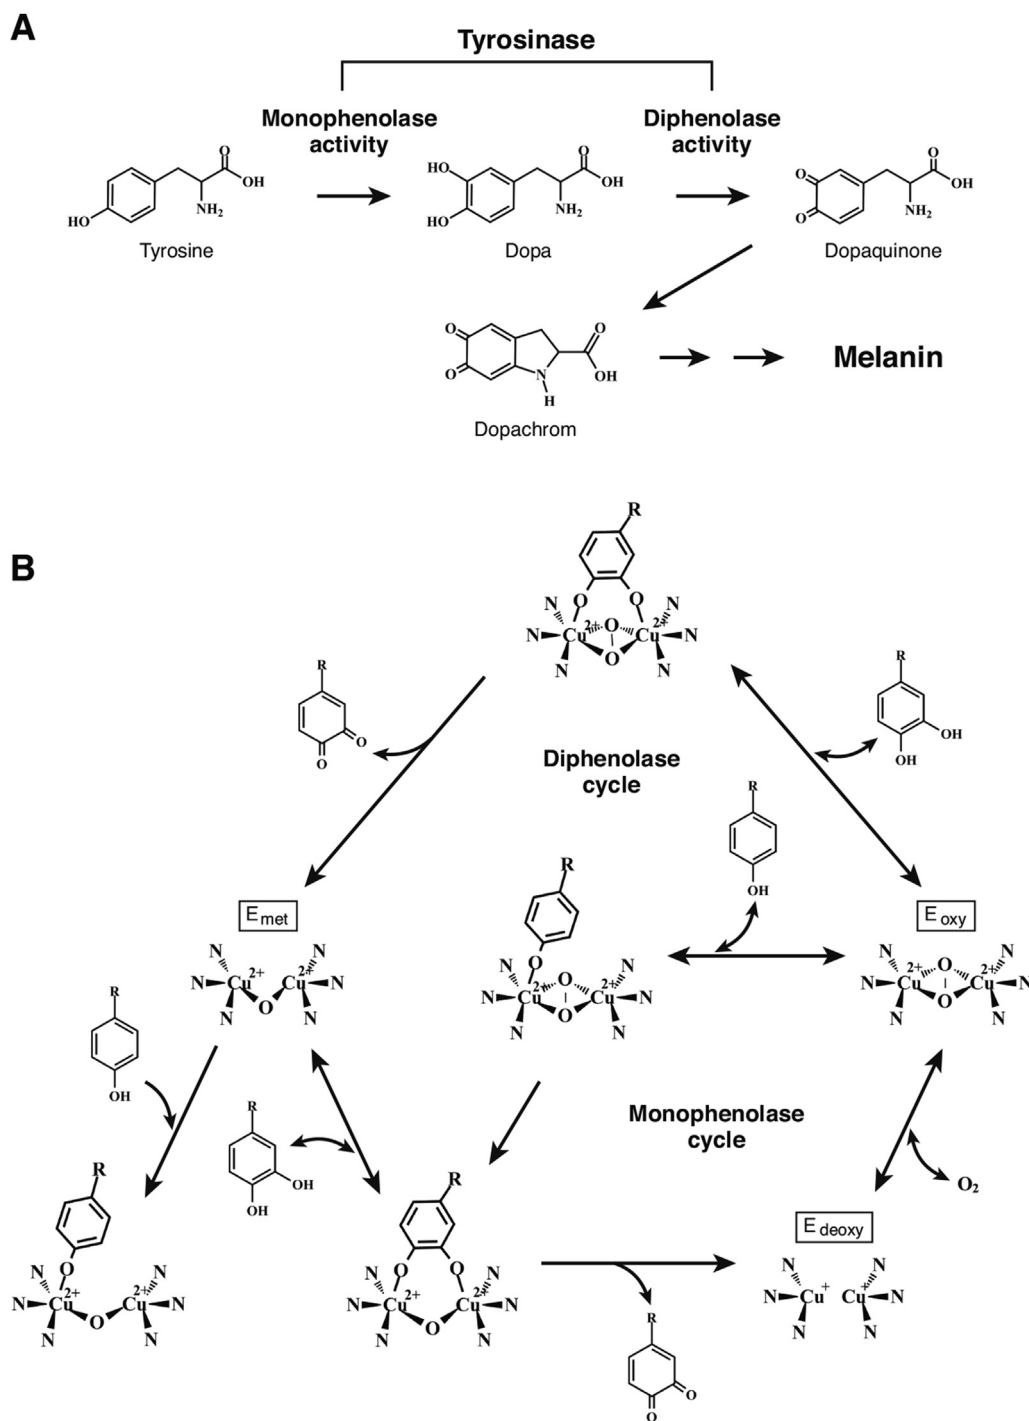 A
Tyrosinase
Monophenolase
activity
Diphenolase
activity
HO
O
OH
NH2
Tyrosine
HO
HO
O
OH
NH2
Dopa
O
O
O
OH
NH2
Dopaquinone
O
O
N
H
O
OH
Dopachrom
Melanin
B
R
O
O
N
N
N
Cu
2+
O
O
Cu
2+
N
N
N
R
O
O
Diphenolase
cycle
R
OH
OH
R
OH
E met
N
N
N
Cu
2+
O
Cu
2+
N
N
N
R
O
N
N
N
Cu
2+
O
O
Cu
2+
N
N
N
E oxy
N
N
N
Cu
2+
O
O
Cu
2+
N
N
N
R
OH
R
OH
OH
Monophenolase
cycle
O2
R
O
N
N
N
Cu
2+
O
Cu
2+
N
N
N
R
O
O
N
N
N
Cu
2+
O
Cu
2+
N
N
N
E deoxy
N
N
N
Cu
+
Cu
+
N
N
N
R
O
O